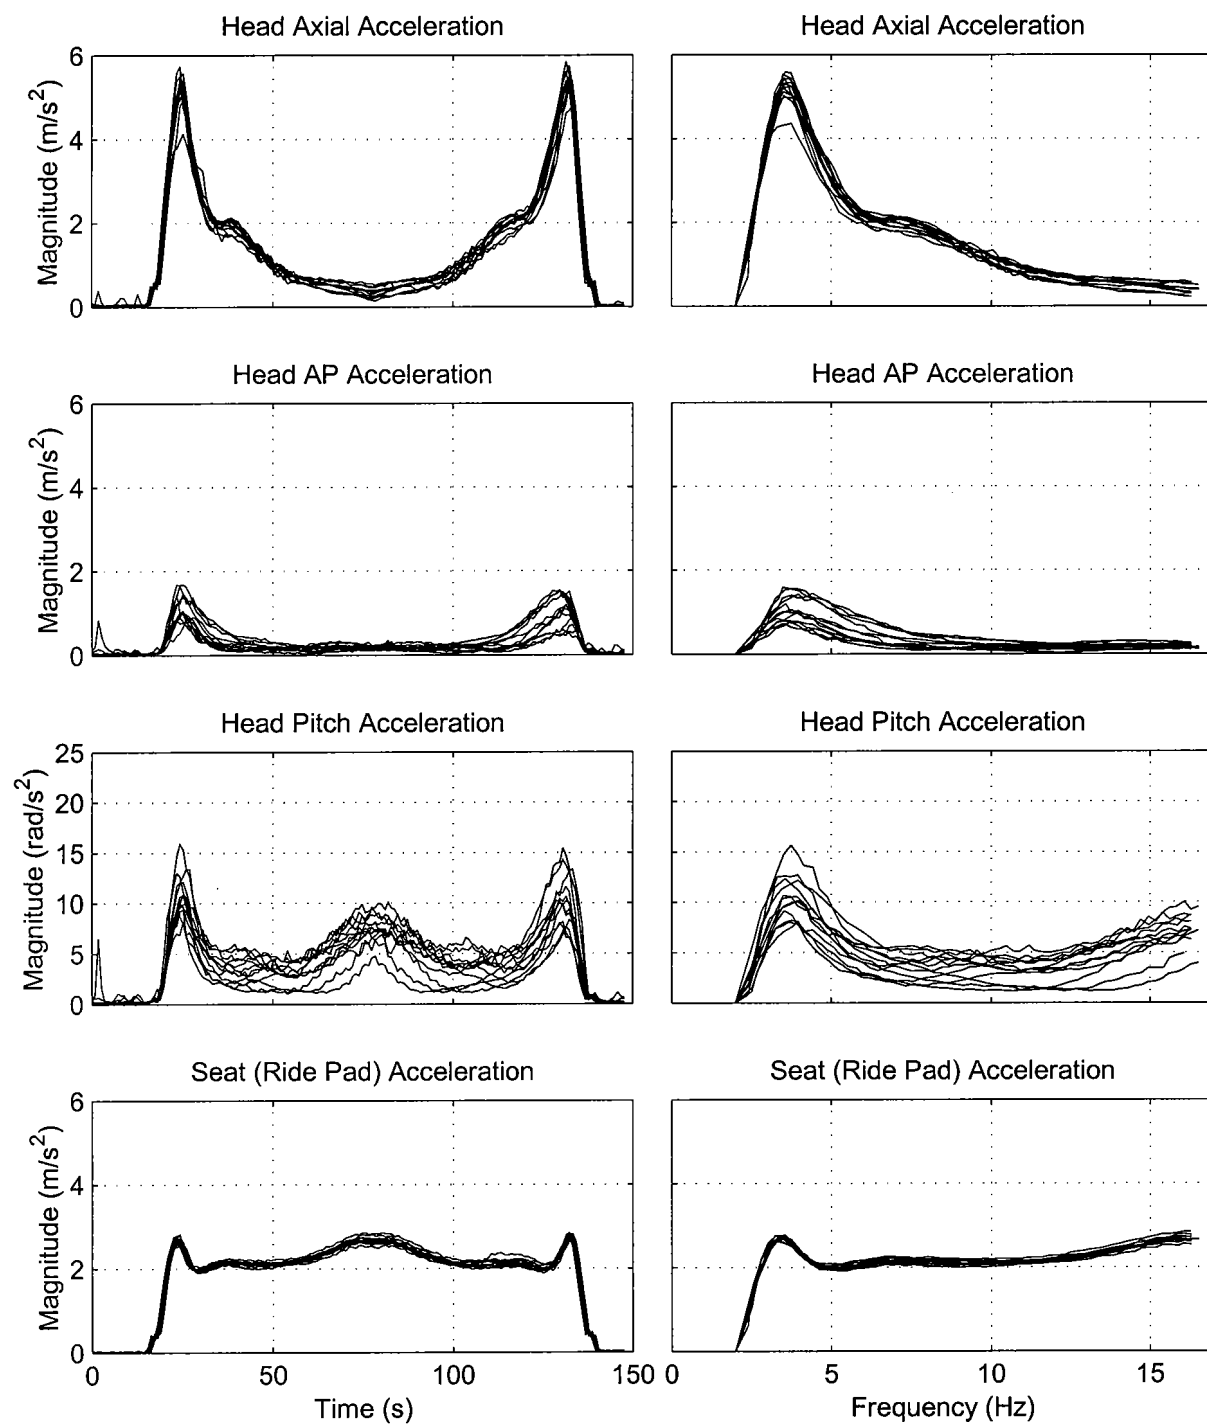 Head Axial Acceleration
Head Axial Acceleration
6
4
2
0
Magnitude (m/s²)
Head AP Acceleration
Head AP Acceleration
6
4
2
0
Magnitude (m/s²)
Head Pitch Acceleration
Head Pitch Acceleration
25
20
15
10
5
0
Magnitude (rad/s²)
Seat (Ride Pad) Acceleration
Seat (Ride Pad) Acceleration
6
4
2
0
Magnitude (m/s²)
0 50 100 150
0 5 10 15
Time (s)
Frequency (Hz)